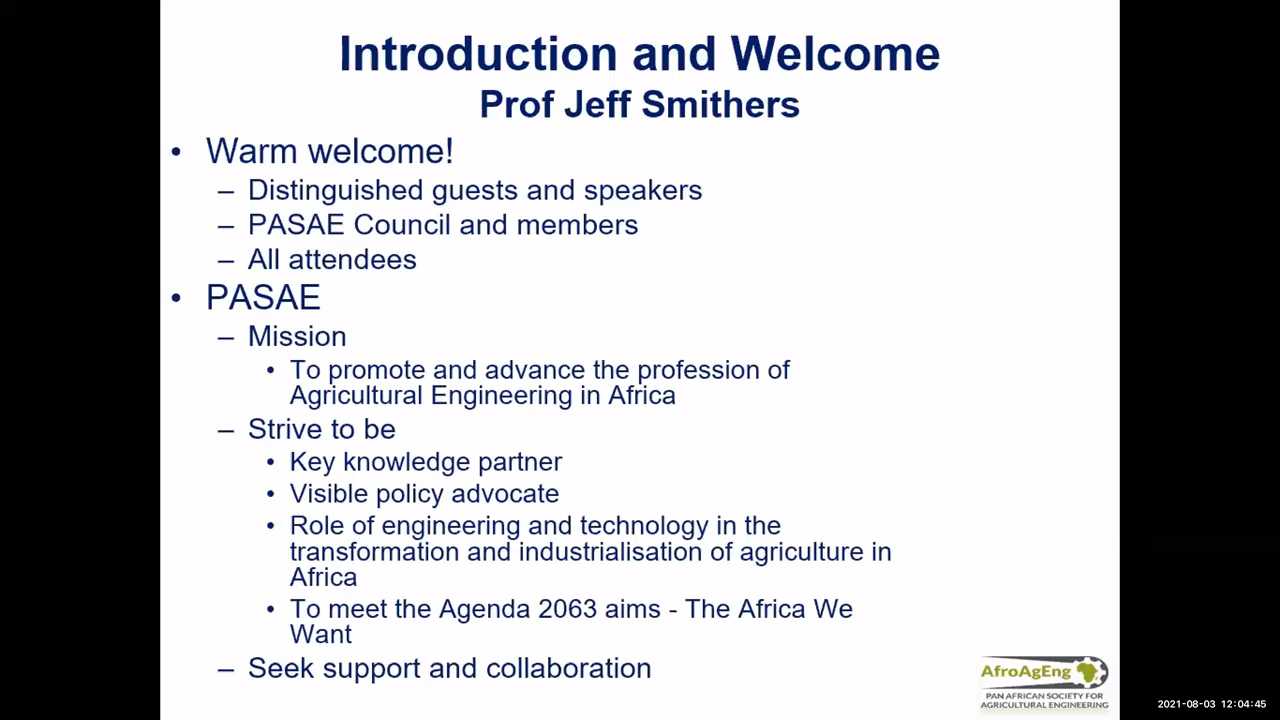 Introduction and Welcome
Prof Jeff Smithers
• Warm welcome!
– Distinguished guests and speakers
– PASAE Council and members
– All attendees
• PASAE
– Mission
• To promote and advance the profession of
Agricultural Engineering in Africa
– Strive to be
• Key knowledge partner
• Visible policy advocate
• Role of engineering and technology in the
transformation and industrialisation of agriculture in
Africa
• To meet the Agenda 2063 aims - The Africa We
Want
– Seek support and collaboration
AfroAgEng
PAN AFRICAN SOCIETY FOR
AGRICULTURAL ENGINEERING
2021-08-03 12:04:45